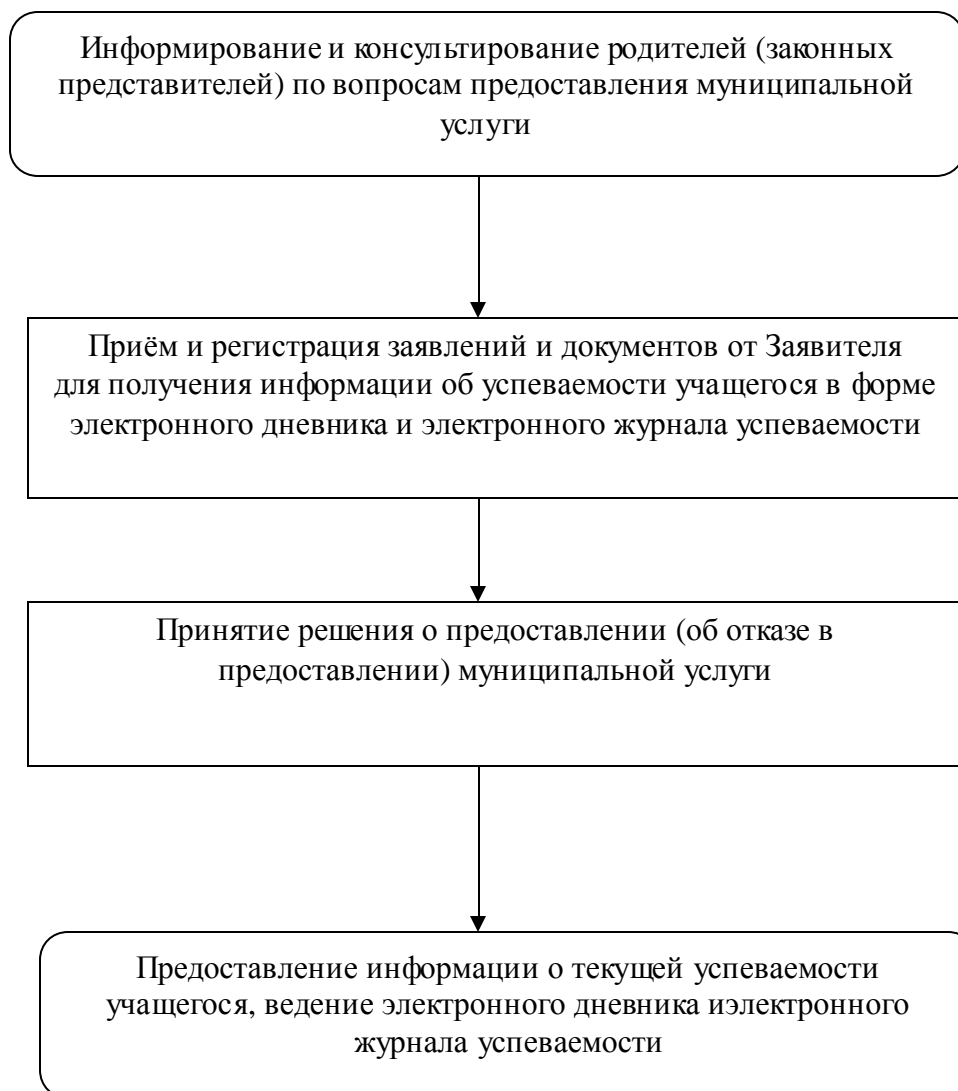 Информирование и консультирование родителей (законных
представителей) по вопросам предоставления муниципальной
услуги
Приём и регистрация заявлений и документов от Заявителя
для получения информации об успеваемости учащегося в форме
электронного дневника и электронного журнала успеваемости
Принятие решения о предоставлении (об отказе в
предоставлении) муниципальной услуги
Предоставление информации о текущей успеваемости
учащегося, ведение электронного дневника иэлектронного
журнала успеваемости